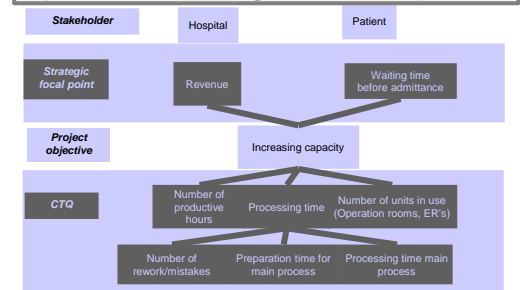 Stakeholder
Hospital
Patient
Strategic
focal point
Revenue
Waiting time
before admittance
Project
objective
Increasing capacity
CTQ
Number of
productive
hours
Processing time
Number of units in use
(Operation rooms, ER's)
Number of
rework/mistakes
Preparation time for
main process
Processing time main
process